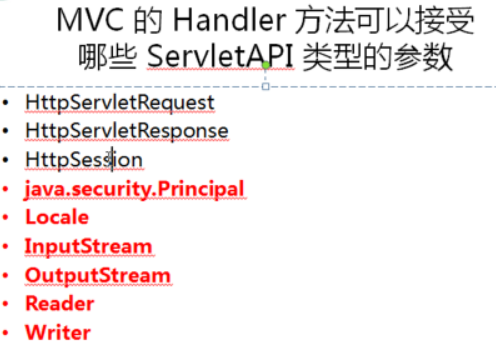 MVC 的 Handler 方法可以接受
哪些 ServletAPI 类型的参数
• HttpServletRequest
• HttpServletResponse
• HttpSession
• java.security.Principal
• Locale
• InputStream
• OutputStream
• Reader
• Writer